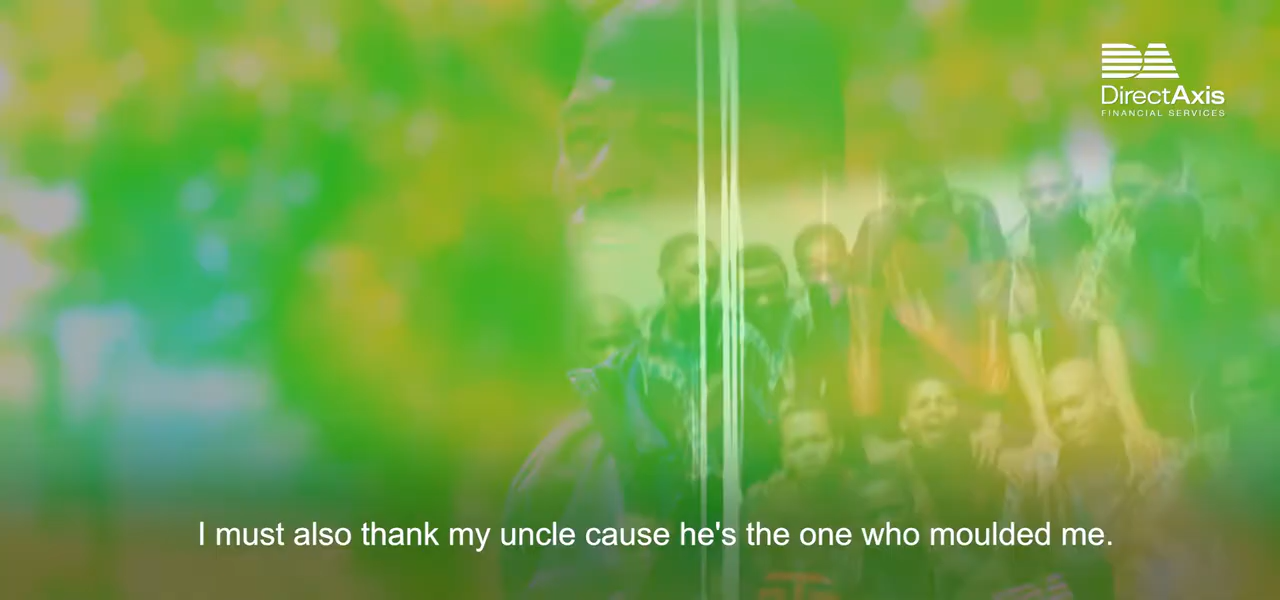 DirectAxis
FINANCIAL SERVICES
I must also thank my uncle cause he's the one who moulded me.